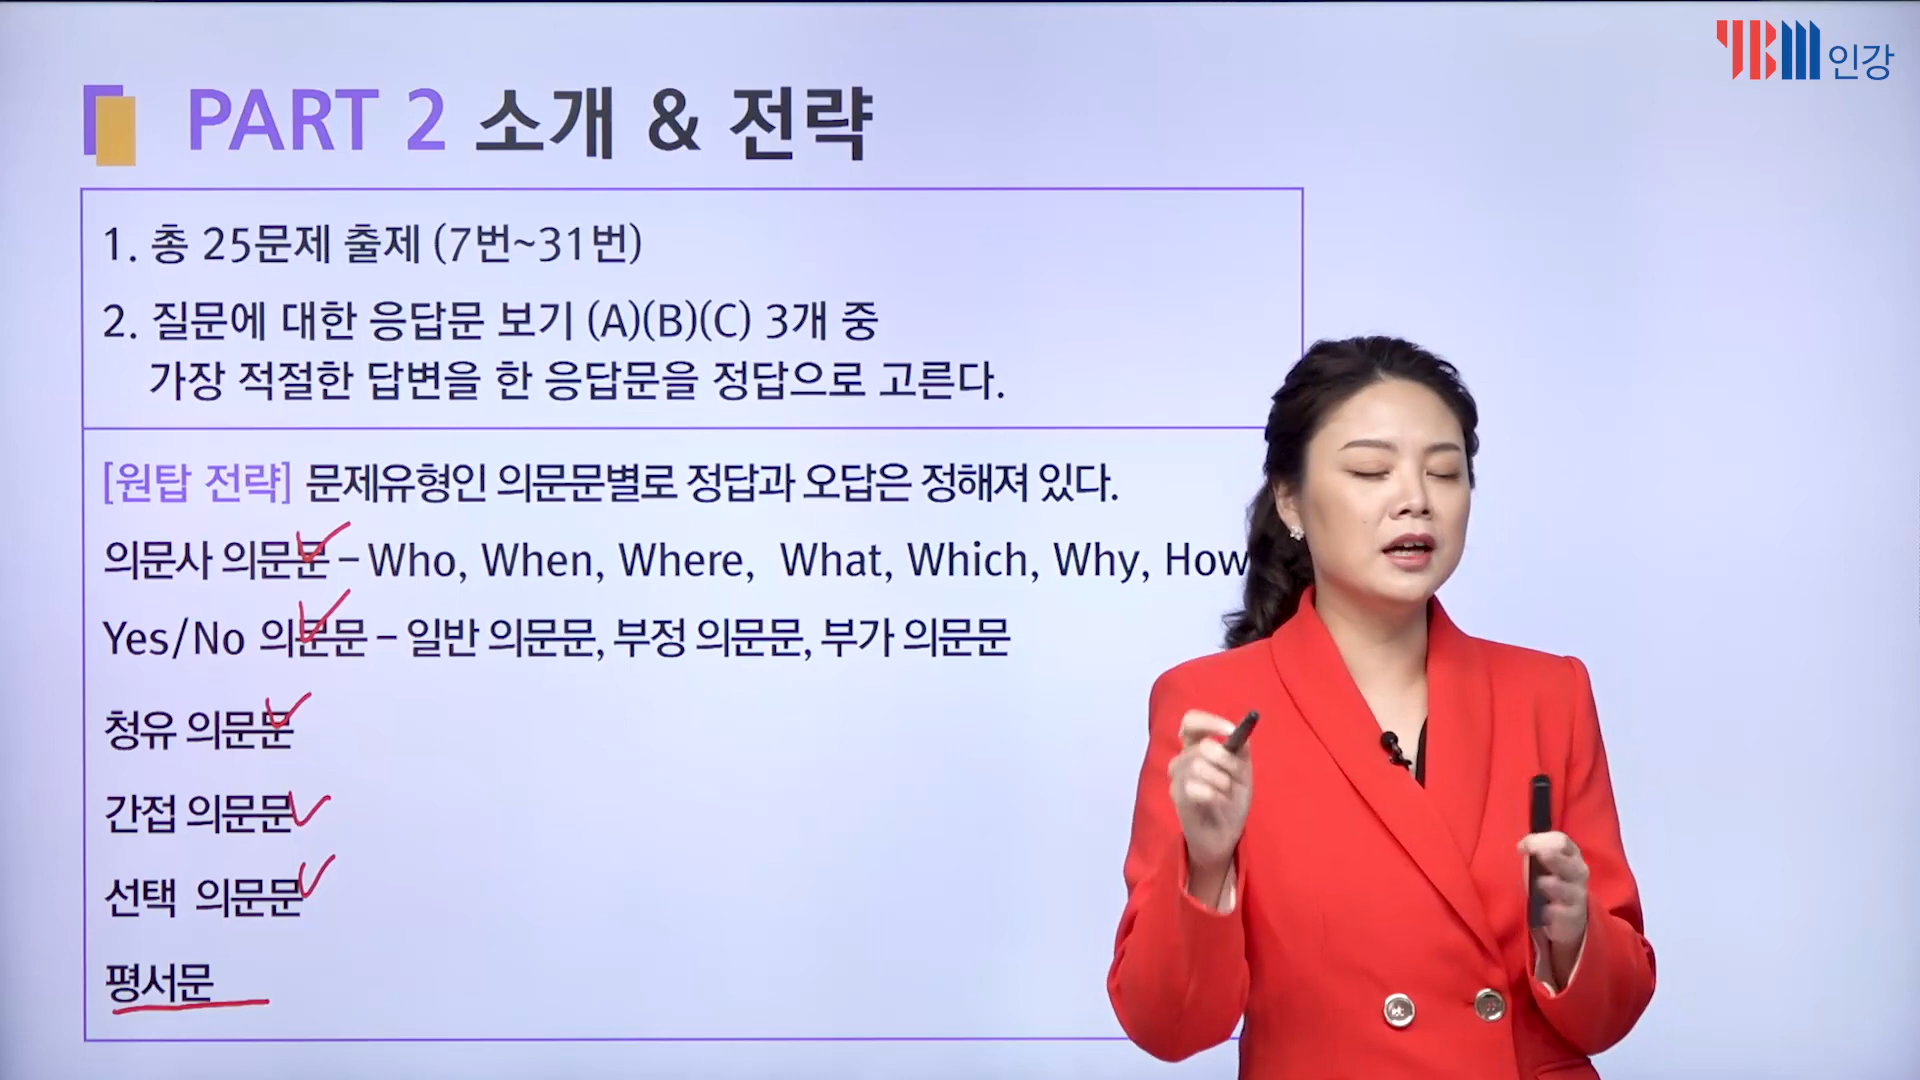 YBM 인강
PART 2 소개 & 전략
1. 총 25문제 출제 (7번~31번)
2. 질문에 대한 응답문 보기 (A)(B)(C) 3개 중
가장 적절한 답변을 한 응답문을 정답으로 고른다.
[원탑 전략] 문제유형인 의문문별로 정답과 오답은 정해져 있다.
의문사 의문문 – Who, When, Where, What, Which, Why, How
Yes/No 의문문 – 일반 의문문, 부정 의문문, 부가 의문문
청유 의문문
간접 의문문
선택 의문문
평서문